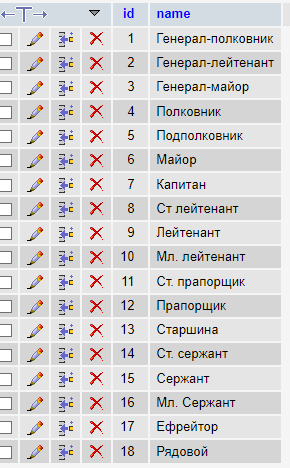 id name
1 Генерал-полковник
2 Генерал-лейтенант
3 Генерал-майор
4 Полковник
5 Подполковник
6 Майор
7 Капитан
8 Ст лейтенант
9 Лейтенант
10 Мл. лейтенант
11 Ст. прапорщик
12 Прапорщик
13 Старшина
14 Ст. сержант
15 Сержант
16 Мл. Сержант
17 Ефрейтор
18 Рядовой